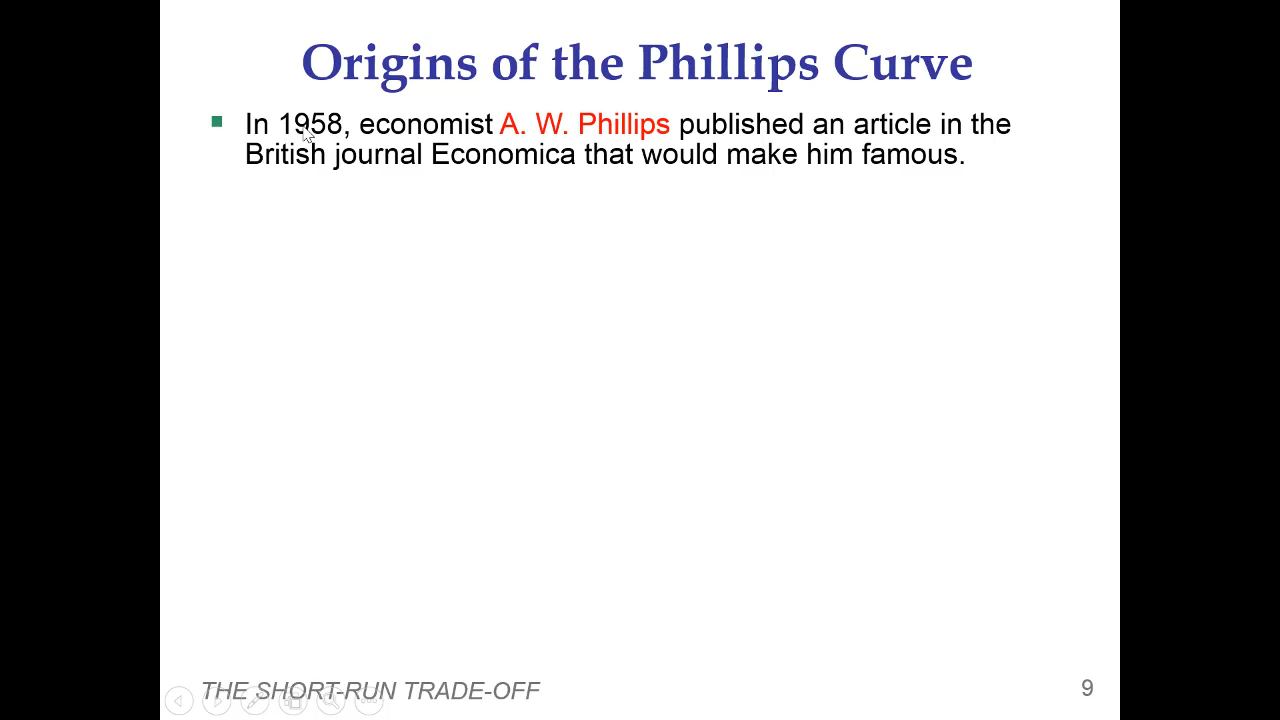 Origins of the Phillips Curve
In 1958, economist A. W. Phillips published an article in the
British journal Economica that would make him famous.
THE SHORT-RUN TRADE-OFF
9